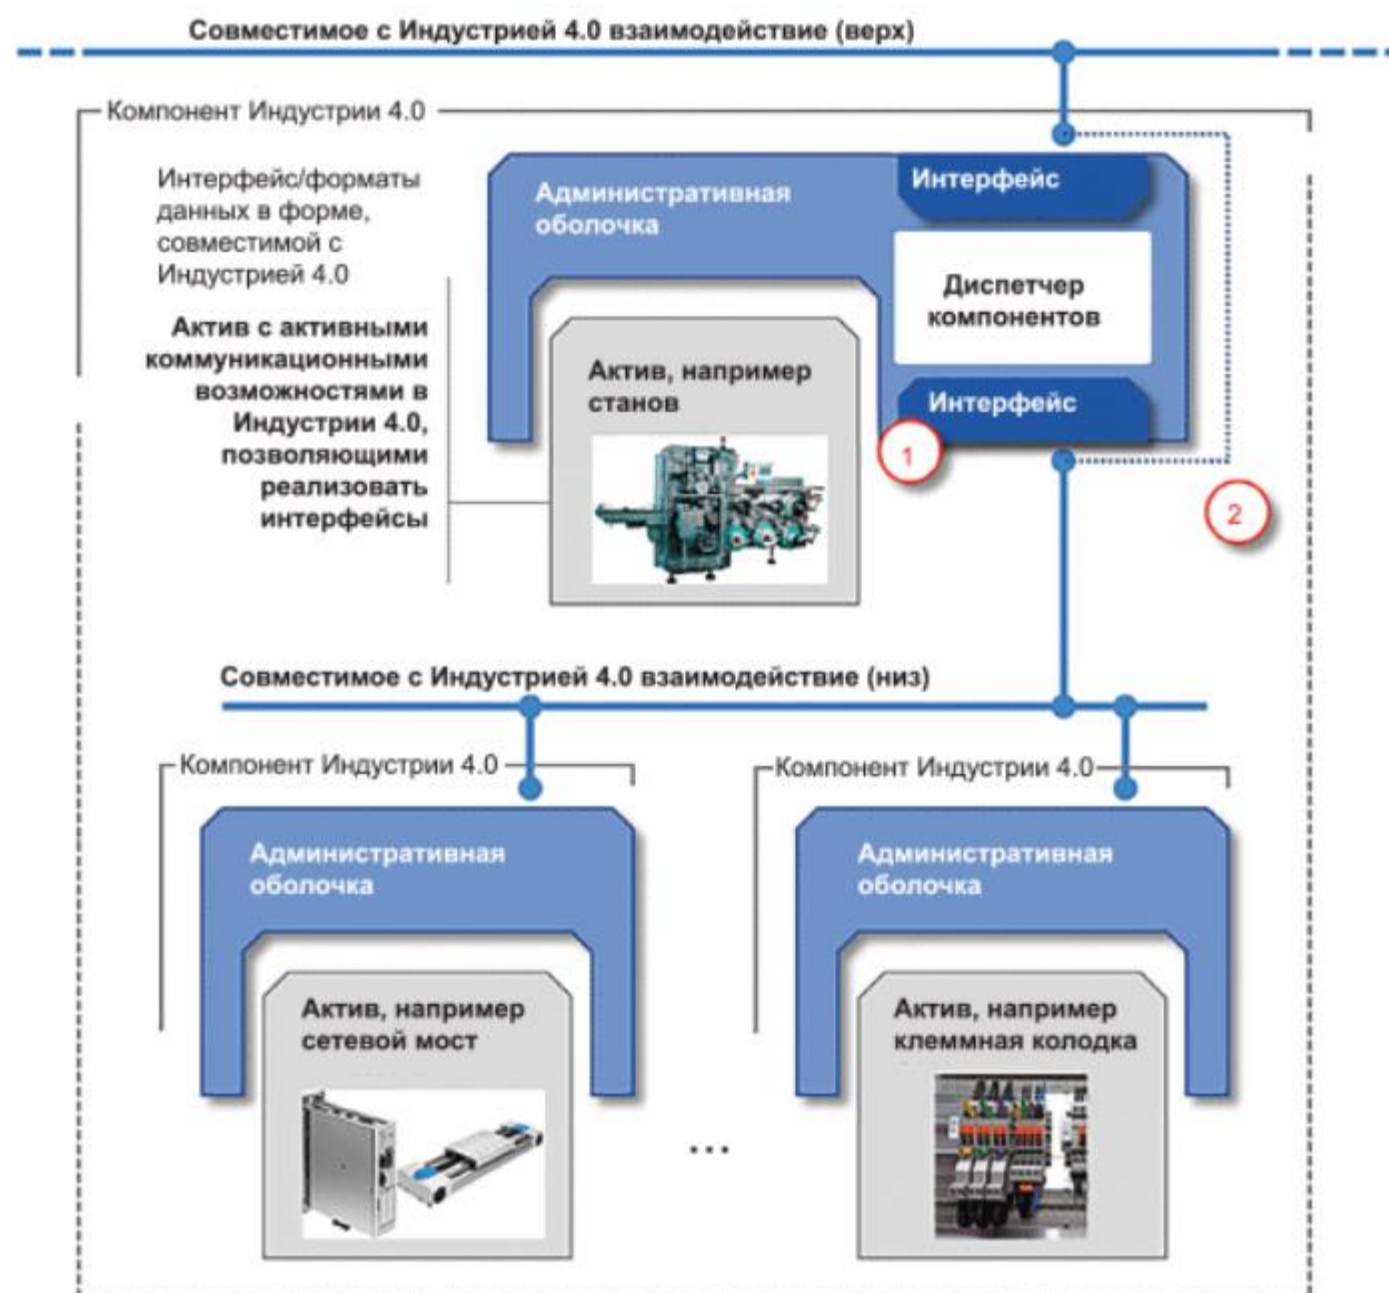 Совместимое с Индустрией 4.0 взаимодействие (верх)
Компонент Индустрии 4.0
Интерфейс/форматы
данных в форме,
совместимой с
Индустрией 4.0
Актив с активными
коммуникационными
возможностями в
Индустрии 4.0,
позволяющими
реализовать
интерфейсы
Административная
оболочка
Интерфейс
Диспетчер
компонентов
Интерфейс
Актив, например
станов
1
2
Совместимое с Индустрией 4.0 взаимодействие (низ)
Компонент Индустрии 4.0
Административная
оболочка
Актив, например
сетевой мост
...
Компонент Индустрии 4.0
Административная
оболочка
Актив, например
клеммная колодка